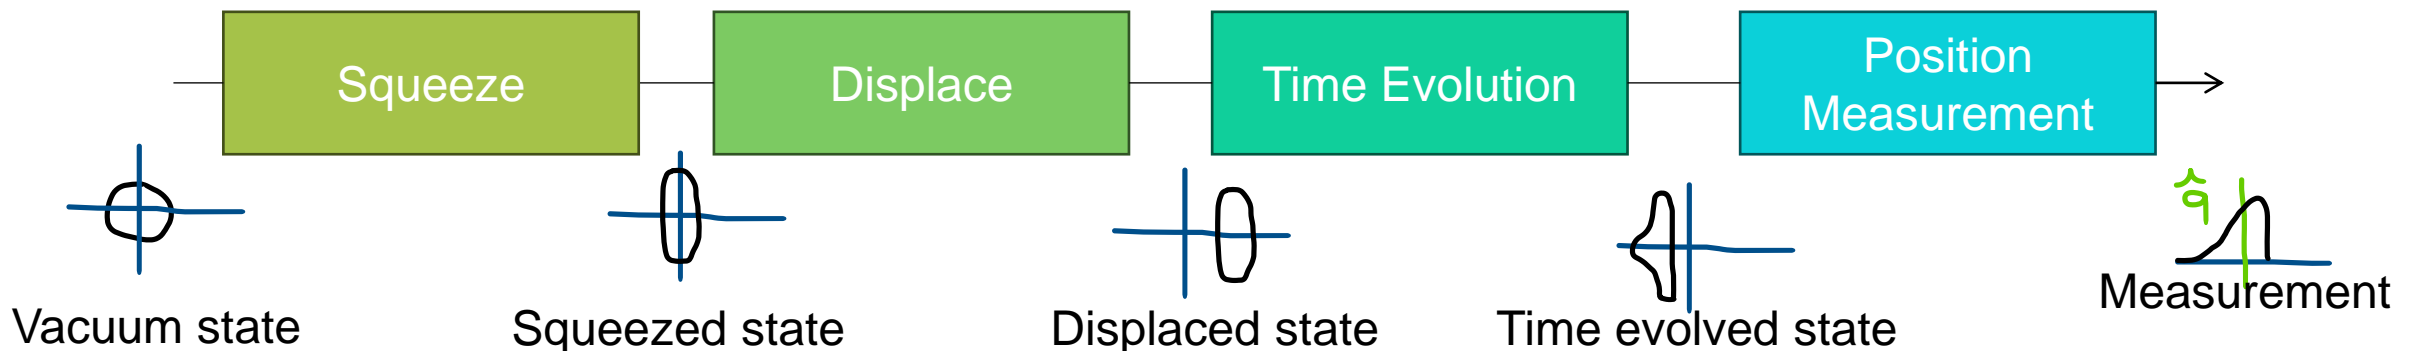 Squeeze
Displace
Time Evolution
Position
Measurement
q̂
Vacuum state
Squeezed state
Displaced state
Time evolved state
Measurement